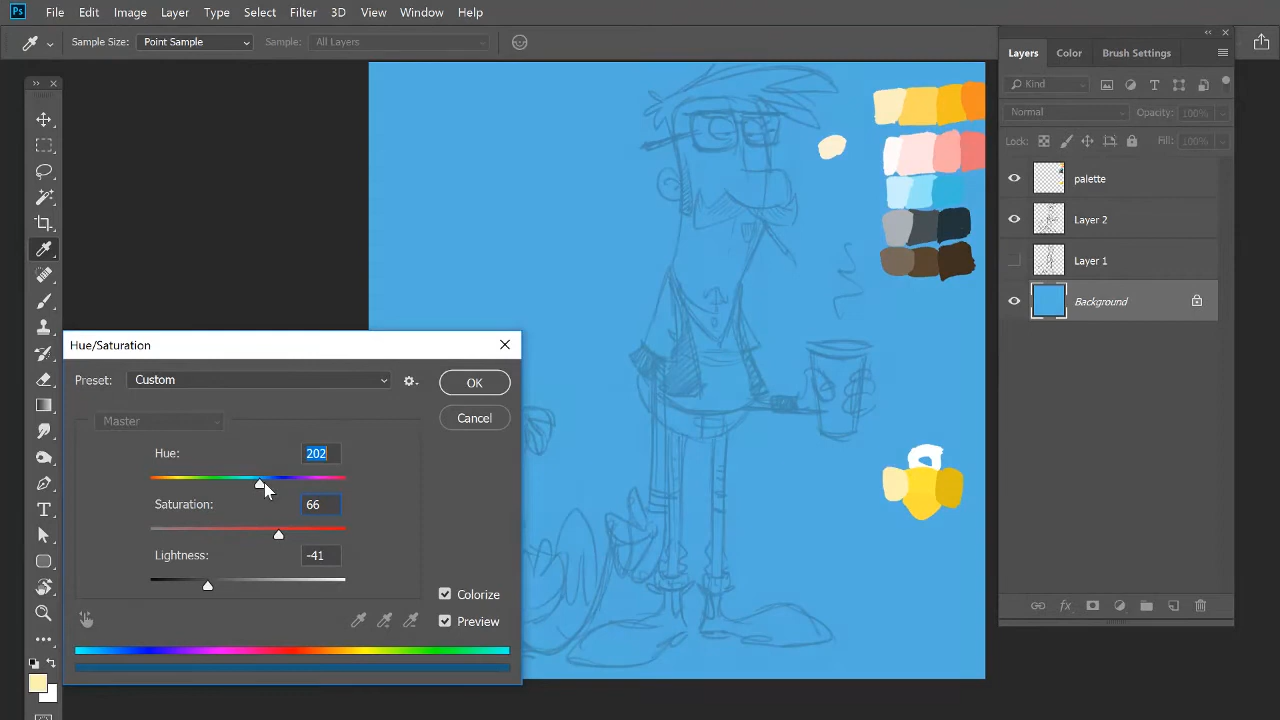 Ps File Edit Image Layer Type Select Filter 3D View Window Help
Sample Size: Point Sample Sample: All Layers
Layers Color Brush Settings
Kind
Normal Opacity: 100%
Lock: Fill: 100%
palette
Layer 2
Layer 1
Background
Hue/Saturation
Preset: Custom OK
Master Cancel
Hue: 202
Saturation: 66
Lightness: -41
Colorize
Preview
fx